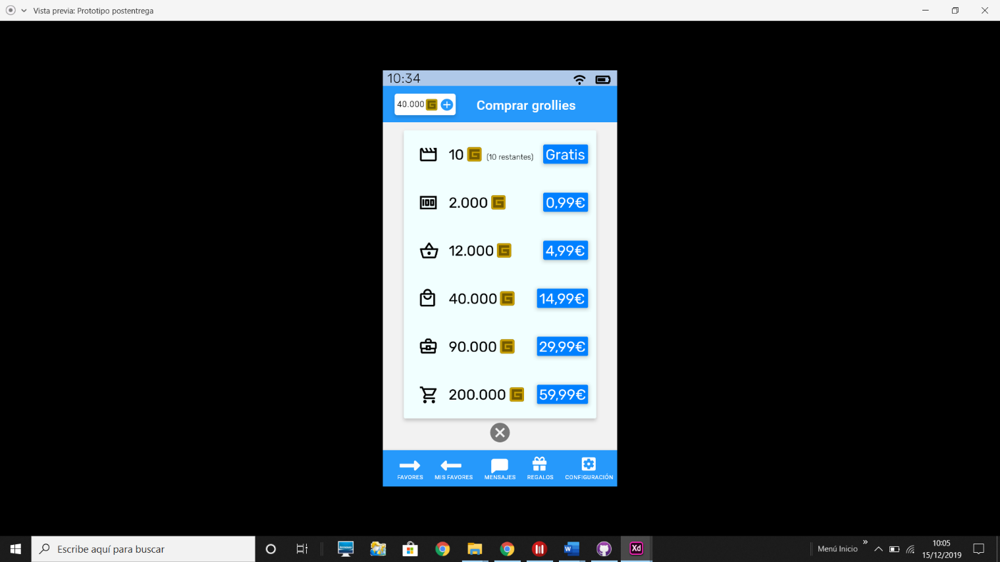 Vista previa: Prototipo postentrega
10:34
40.000 G
Comprar grollies
10 G (10 restantes) Gratis
100 2.000 G 0,99€
12.000 G 4,99€
40.000 G 14,99€
90.000 G 29,99€
200.000 G 59,99€
FAVORES MIS FAVORES MENSAJES REGALOS CONFIGURACIÓN
Escribe aquí para buscar
W
Xd
Menú Inicio
10:05
15/12/2019